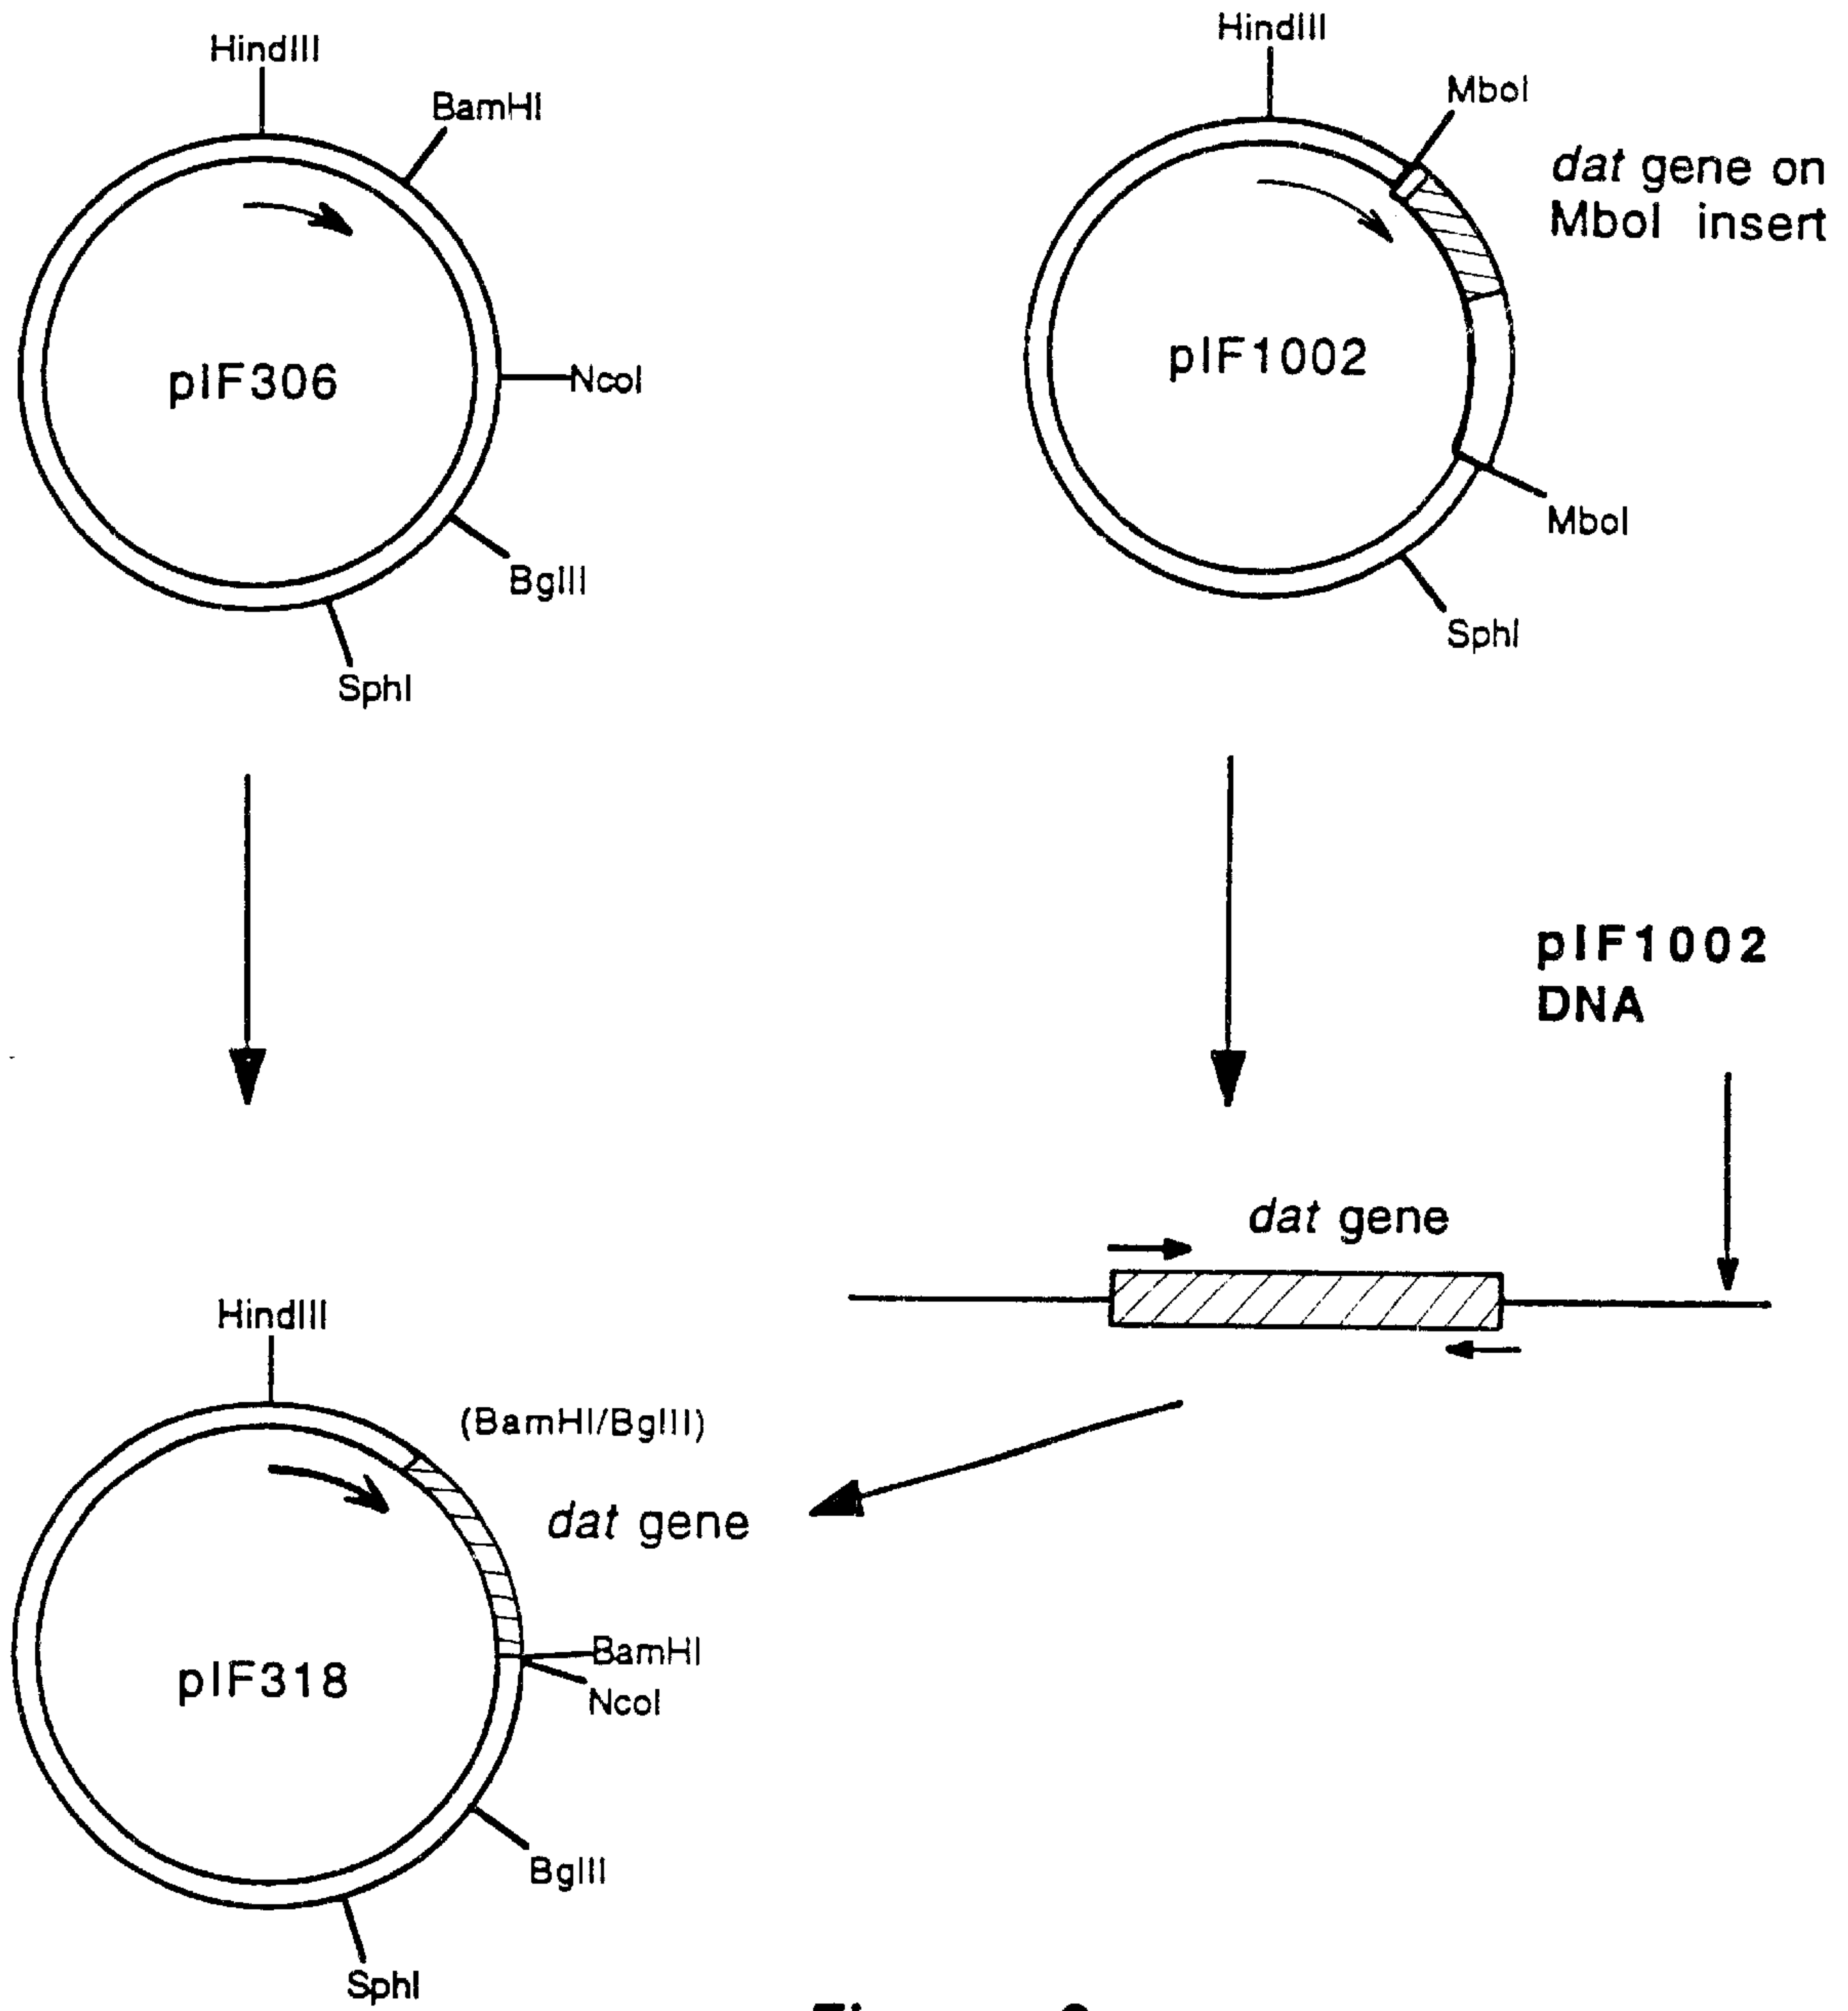 HindIII
BamHI
NcoI
BglII
SphI
pIF306
HindIII
MboI
dat gene on
MboI insert
pIF1002
MboI
SphI
pIF1002
DNA
dat gene
HindIII
(BamHI/BglII)
dat gene
BamHI
NcoI
pIF318
BglII
SphI